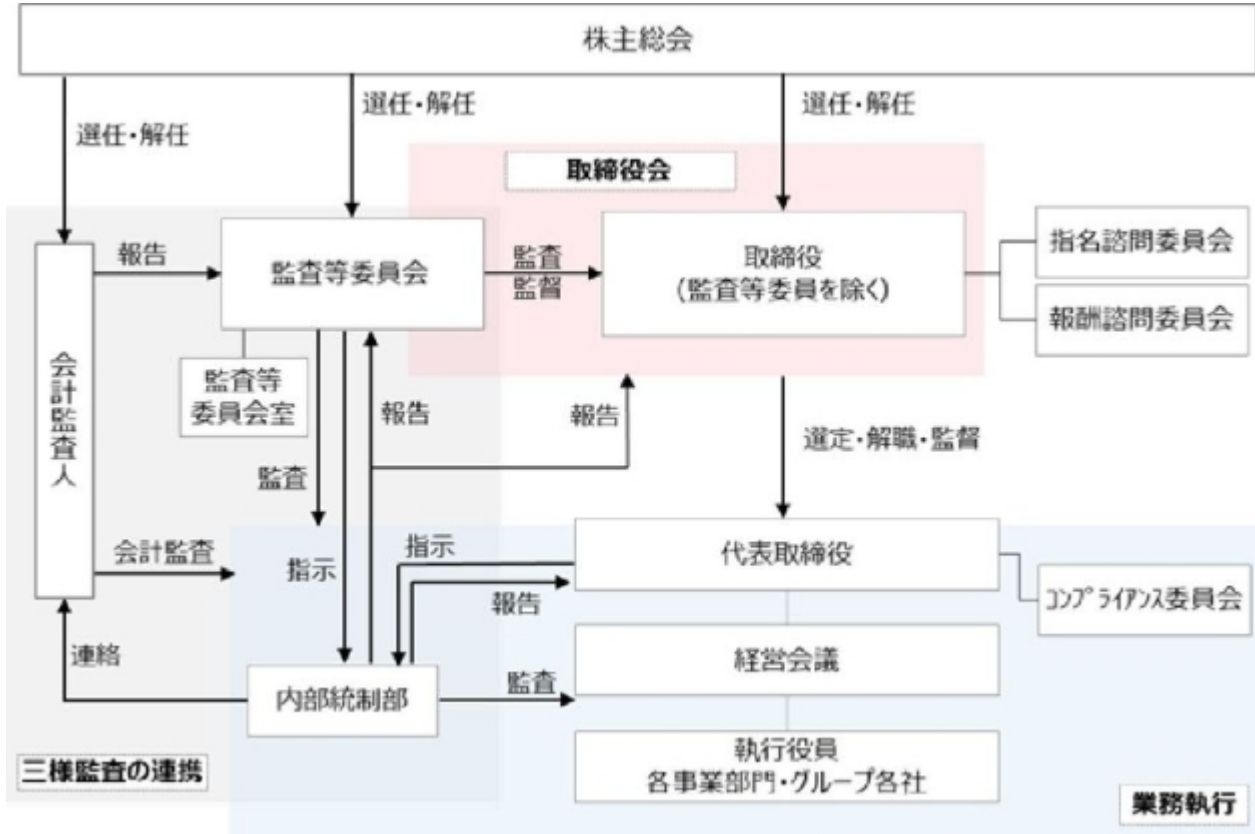 株主総会
選任・解任
選任・解任
選任・解任
取締役会
報告
監査等委員会
監査
監督
取締役
(監査等委員を除く)
指名諮問委員会
報酬諮問委員会
会計監査人
監査等
委員会室
報告
報告
選定・解職・監督
監査
会計監査
指示
指示
報告
代表取締役
コンプライアンス委員会
連絡
内部統制部
監査
経営会議
執行役員
各事業部門・グループ各社
三様監査の連携
業務執行